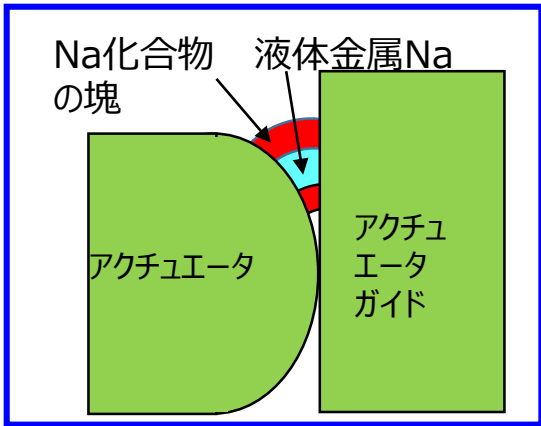 Na化合物
の塊
液体金属Na
アクチュエータ
アクチュ
エータ
ガイド